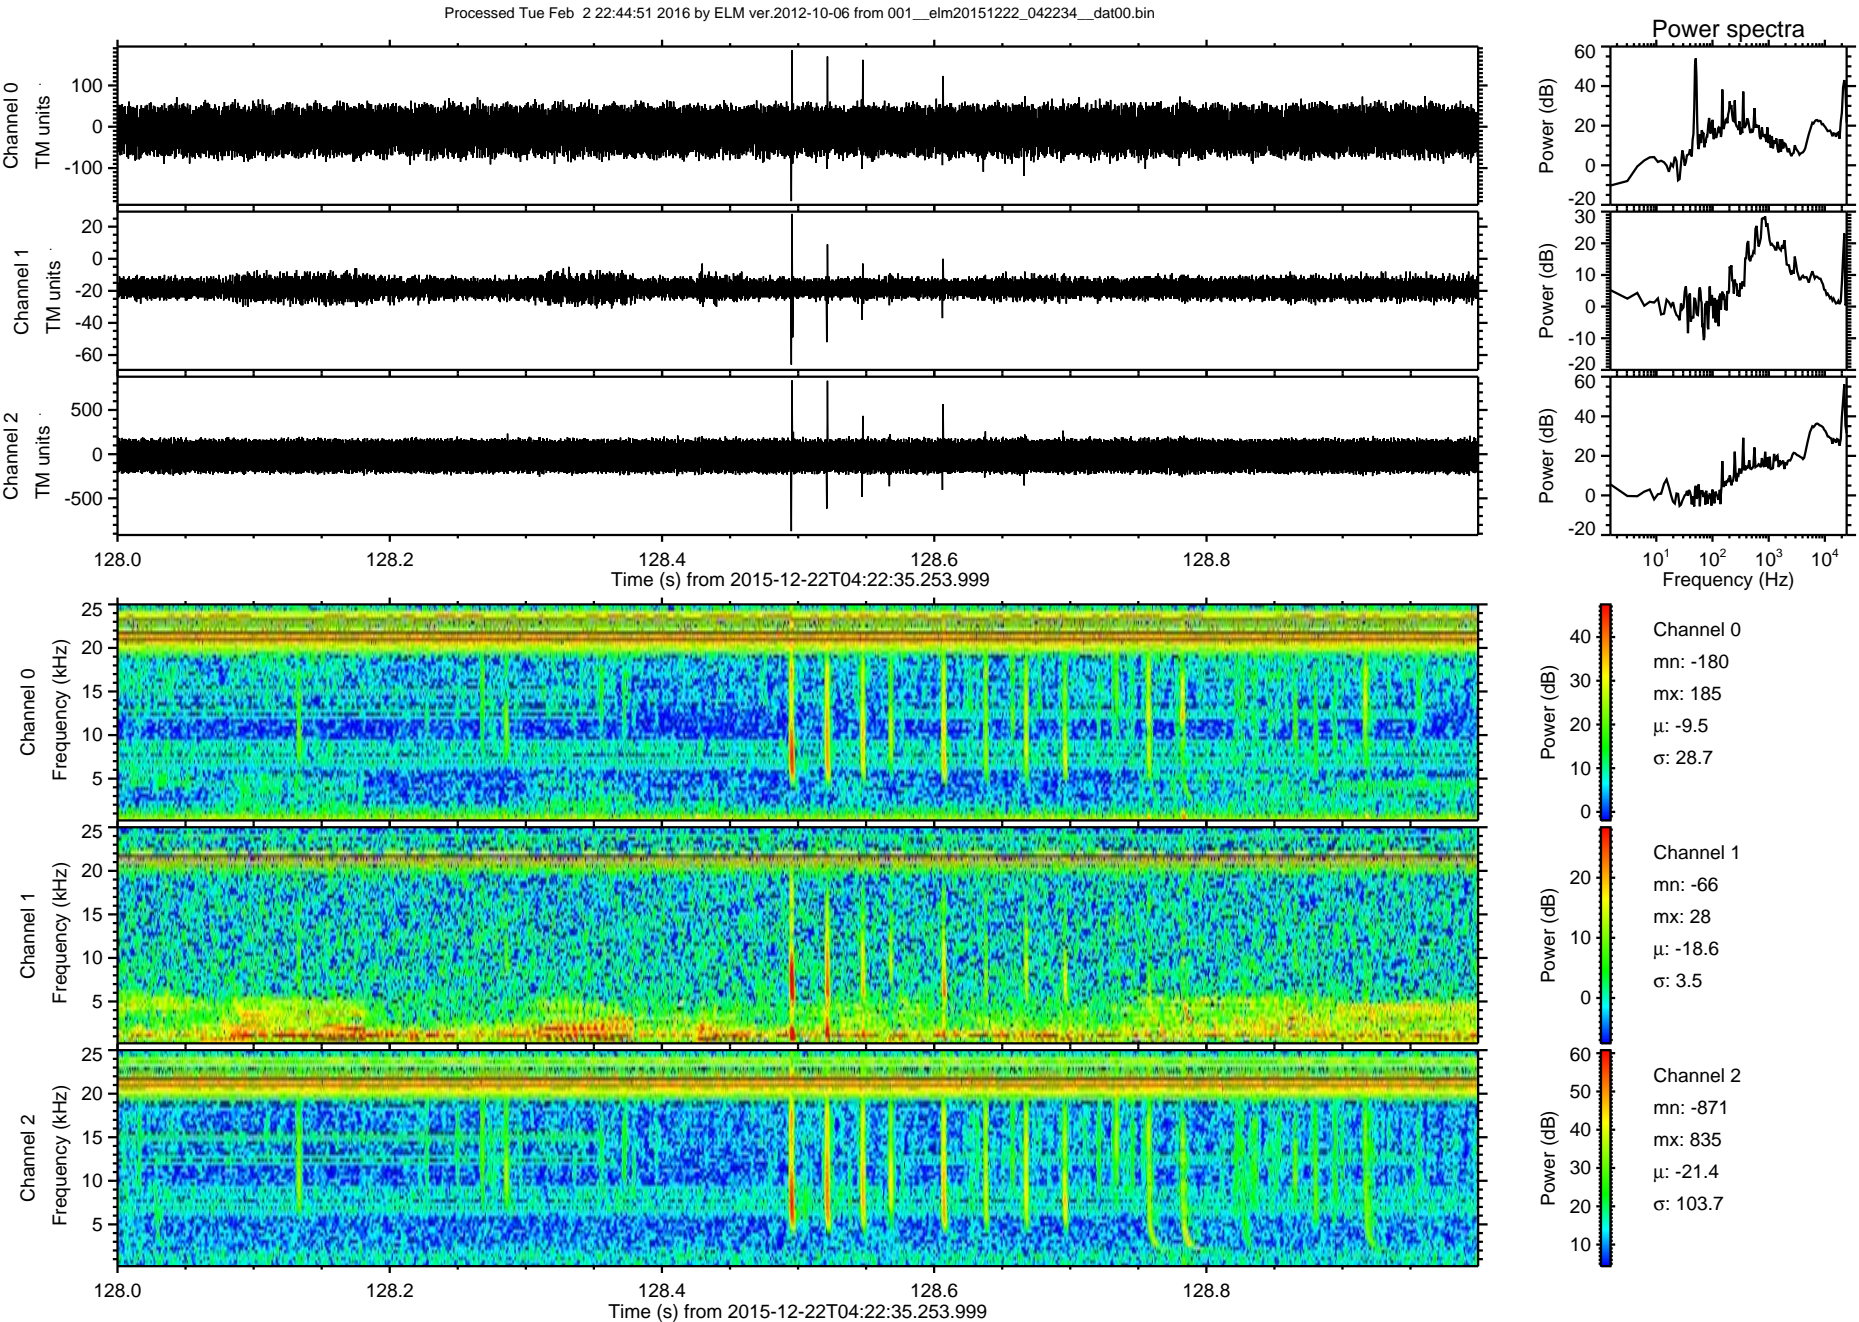 Processed Tue Feb  2 22:44:51 2016 by ELM ver.2012-10-06 from 001__elm20151222_042234__dat00.bin
Power spectra
Channel 0
TM units
100
0
-100
Power (dB)
60
40
20
0
-20
Channel 1
TM units
20
0
-20
-40
-60
Power (dB)
30
20
10
0
-10
-20
Channel 2
TM units
500
0
-500
Power (dB)
60
40
20
0
-20
128.0 128.2 128.4 128.6 128.8
Time (s) from 2015-12-22T04:22:35.253.999
10¹ 10² 10³ 10⁴
Frequency (Hz)
Channel 0
Frequency (kHz)
25
20
15
10
5
Power (dB)
40
30
20
10
0
Channel 0
mn: -180
mx: 185
μ: -9.5
σ: 28.7
Channel 1
Frequency (kHz)
25
20
15
10
5
Power (dB)
20
10
0
Channel 1
mn: -66
mx: 28
μ: -18.6
σ: 3.5
Channel 2
Frequency (kHz)
25
20
15
10
5
Power (dB)
60
50
40
30
20
10
Channel 2
mn: -871
mx: 835
μ: -21.4
σ: 103.7
128.0 128.2 128.4 128.6 128.8
Time (s) from 2015-12-22T04:22:35.253.999